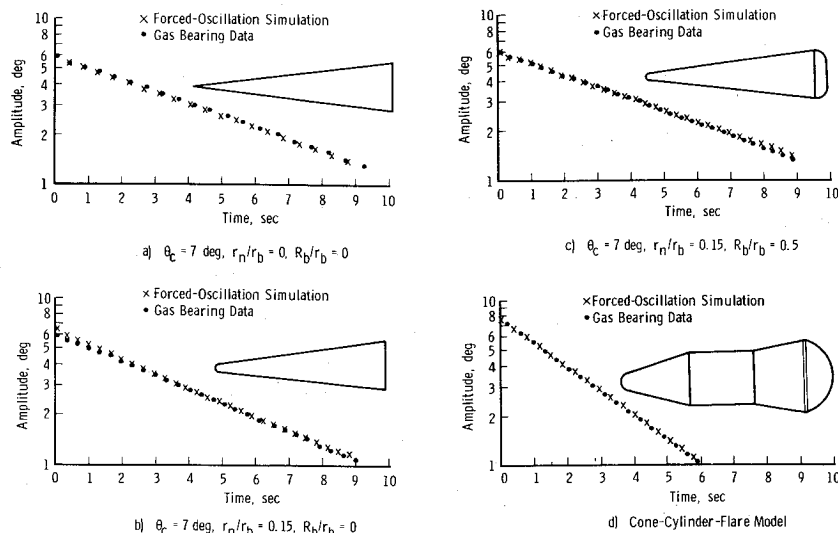 × Forced-Oscillation Simulation
• Gas Bearing Data
Amplitude, deg
10
8
6
5
4
3
2
1
0 1 2 3 4 5 6 7 8 9 10
Time, sec
a) θc = 7 deg, rn/rb = 0, Rb/rb = 0
× Forced-Oscillation Simulation
• Gas Bearing Data
Amplitude, deg
10
8
6
5
4
3
2
1
0 1 2 3 4 5 6 7 8 9 10
Time, sec
b) θc = 7 deg, rn/rb = 0.15, Rb/rb = 0
× Forced-Oscillation Simulation
• Gas Bearing Data
Amplitude, deg
10
8
6
5
4
3
2
1
0 1 2 3 4 5 6 7 8 9 10
Time, sec
c) θc = 7 deg, rn/rb = 0.15, Rb/rb = 0.5
× Forced-Oscillation Simulation
• Gas Bearing Data
Amplitude, deg
10
8
6
5
4
3
2
1
0 1 2 3 4 5 6 7 8 9 10
Time, sec
d) Cone-Cylinder-Flare Model